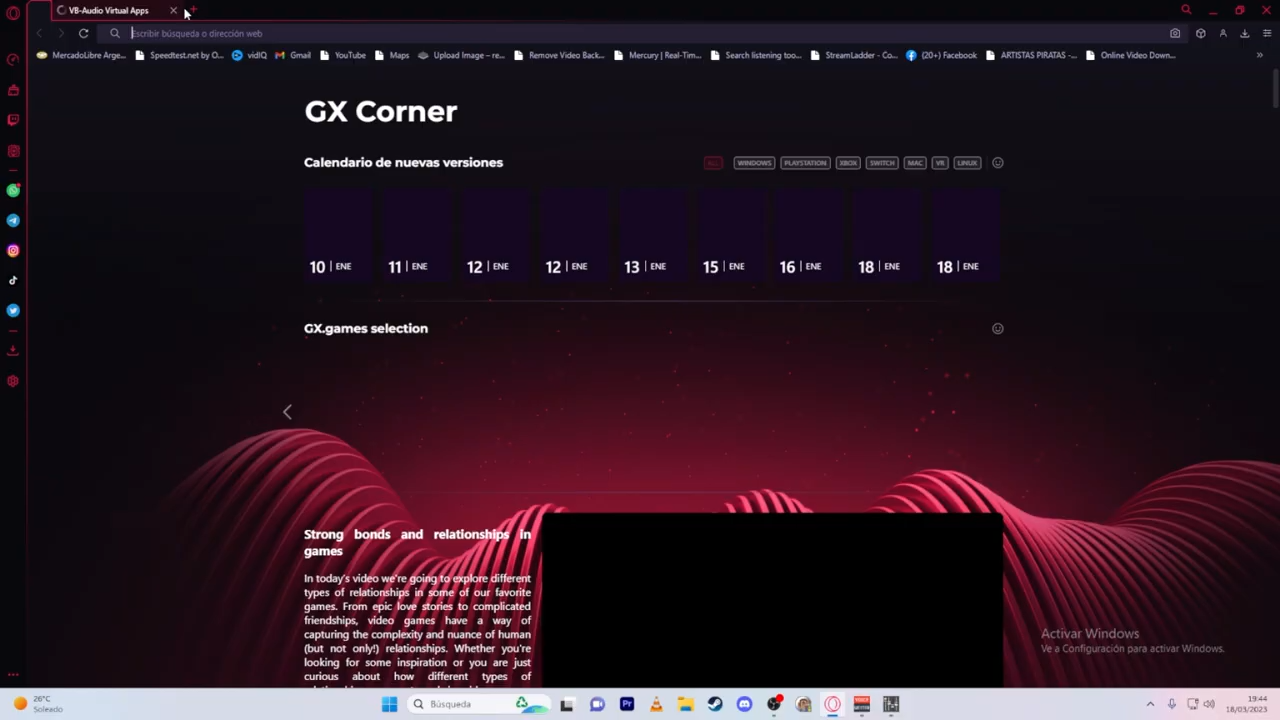 VB-Audio Virtual Apps
Escribir búsqueda o dirección web
MercadoLibre Arge... Speedtest.net by O... vidIQ Gmail YouTube Maps Upload Image – re... Remove Video Back... Mercury | Real-Tim... Search listening too... StreamLadder - Co... (20+) Facebook ARTISTAS PIRATAS -... Online Video Down...
GX Corner
Calendario de nuevas versiones
ALL WINDOWS PLAYSTATION XBOX SWITCH MAC VR LINUX
10 | ENE 11 | ENE 12 | ENE 12 | ENE 13 | ENE 15 | ENE 16 | ENE 18 | ENE 18 | ENE
GX.games selection
Strong bonds and relationships in
games
In today's video we're going to explore different
types of relationships in some of our favorite
games. From epic love stories to complicated
friendships, video games have a way of
capturing the complexity and nuance of human
(but not only!) relationships. Whether you're
looking for some inspiration or you are just
curious about how different types of
Activar Windows
Ve a Configuración para activar Windows.
26°C
Soleado
Búsqueda
19:44
18/03/2023